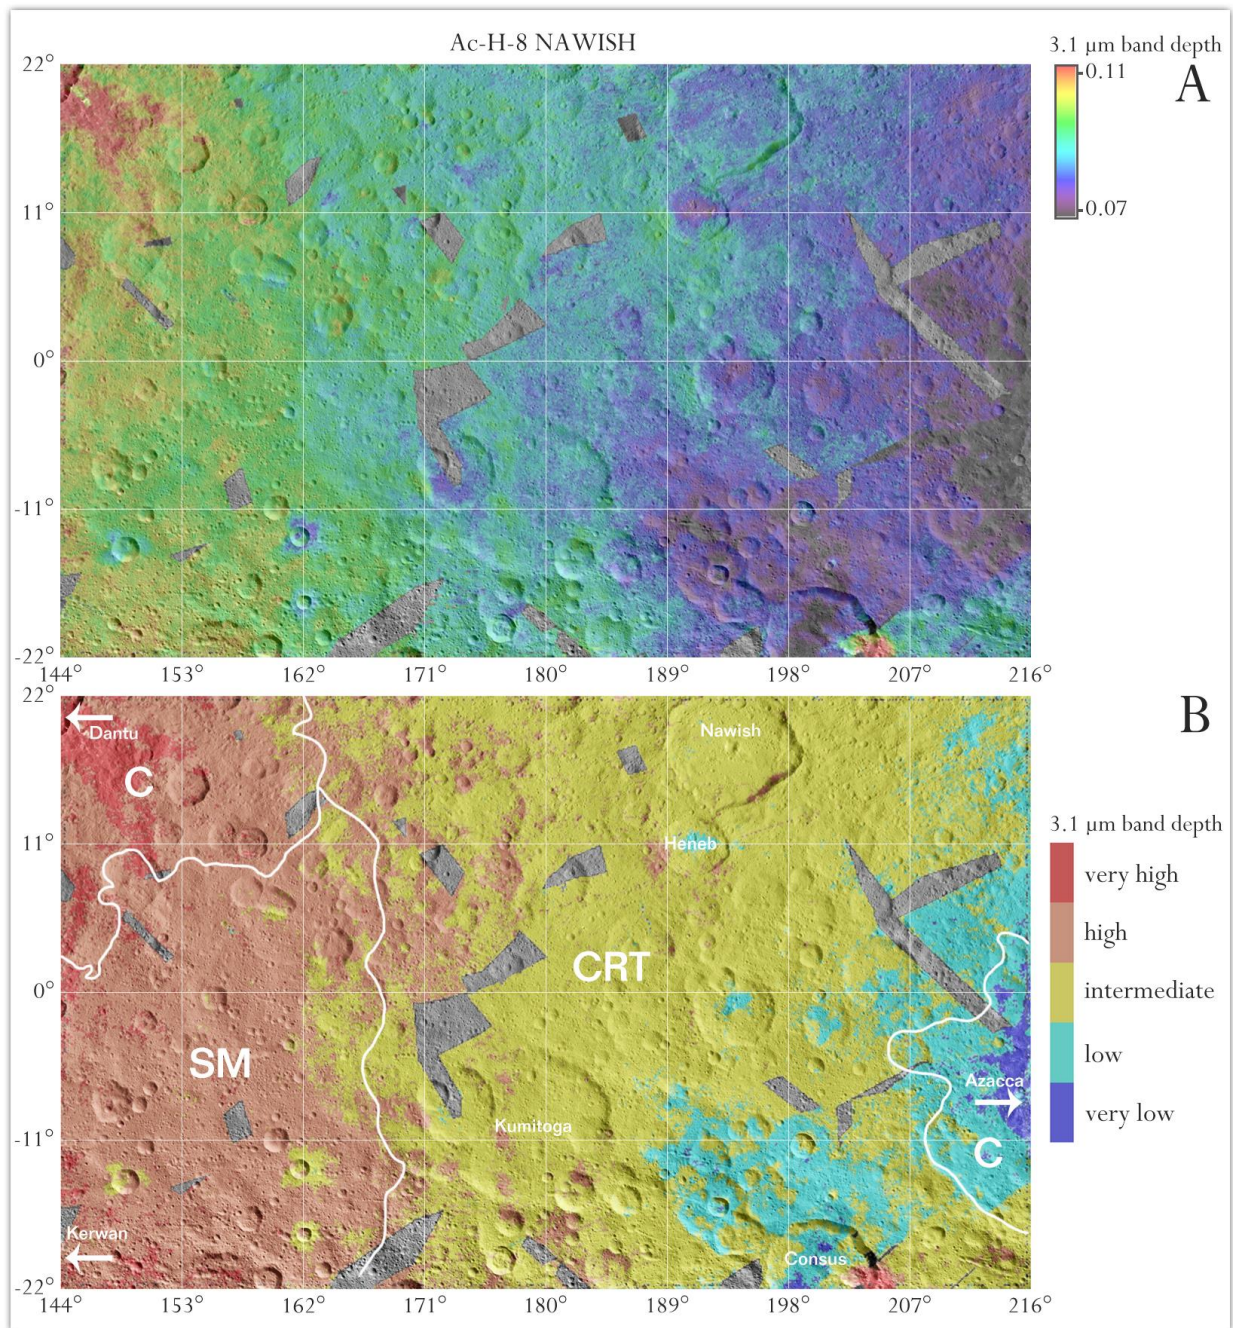 Ac-H-8 NAWISH
3.1 µm band depth
A
0.11
0.07
22°
11°
0°
-11°
-22°
144° 153° 162° 171° 180° 189° 198° 207° 216°
B
22°
11°
0°
-11°
-22°
Dantu
Nawish
C
Heneb
CRT
SM
Azacca
Kumitoga
C
Kerwan
Consus
3.1 µm band depth
very high
high
intermediate
low
very low
144° 153° 162° 171° 180° 189° 198° 207° 216°